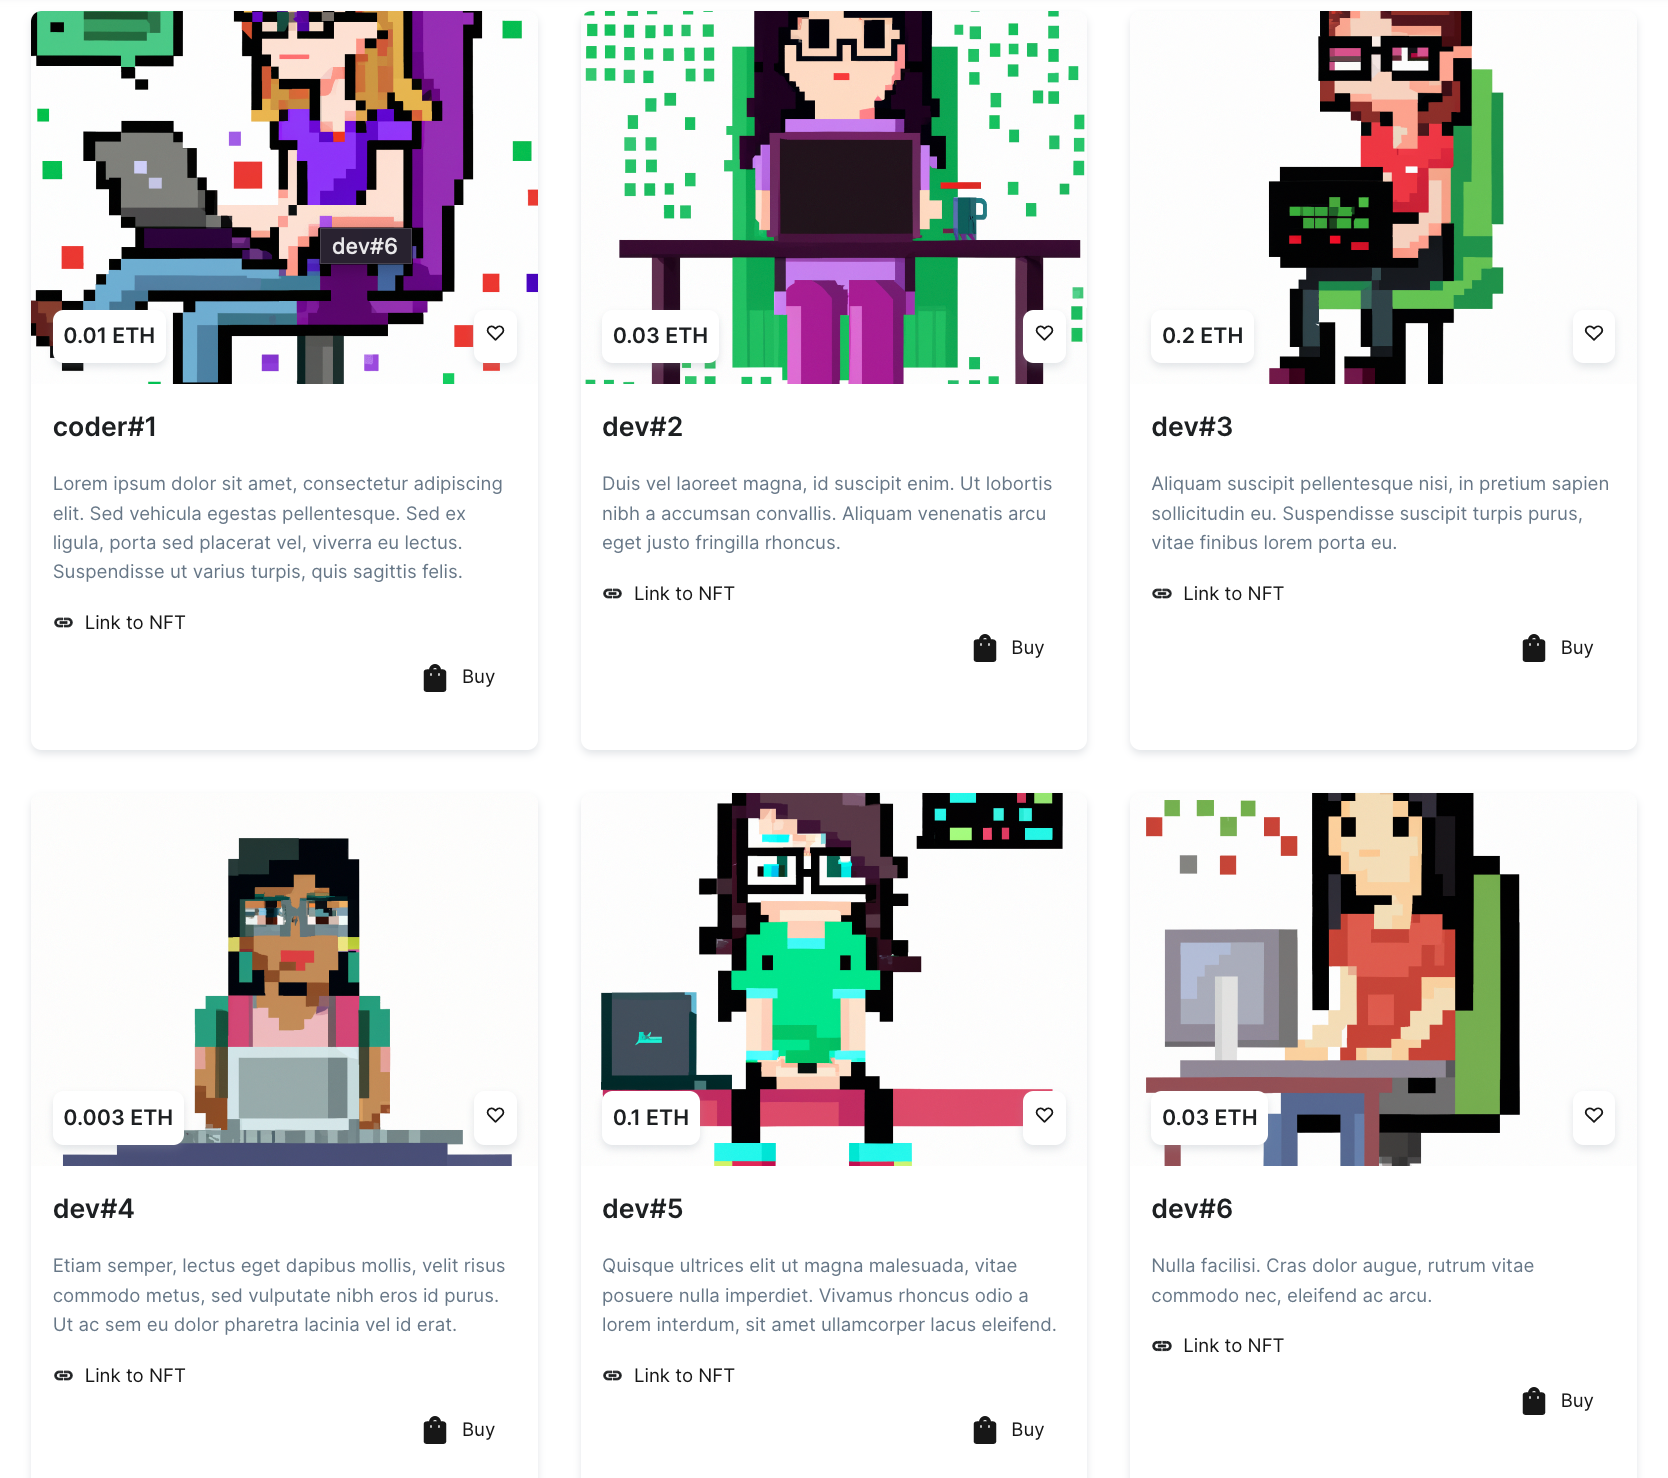 dev#6
0.01 ETH
coder#1
Lorem ipsum dolor sit amet, consectetur adipiscing
elit. Sed vehicula egestas pellentesque. Sed ex
ligula, porta sed placerat vel, viverra eu lectus.
Suspendisse ut varius turpis, quis sagittis felis.
Link to NFT
Buy
0.03 ETH
dev#2
Duis vel laoreet magna, id suscipit enim. Ut lobortis
nibh a accumsan convallis. Aliquam venenatis arcu
eget justo fringilla rhoncus.
Link to NFT
Buy
0.2 ETH
dev#3
Aliquam suscipit pellentesque nisi, in pretium sapien
sollicitudin eu. Suspendisse suscipit turpis purus,
vitae finibus lorem porta eu.
Link to NFT
Buy
0.003 ETH
dev#4
Etiam semper, lectus eget dapibus mollis, velit risus
commodo metus, sed vulputate nibh eros id purus.
Ut ac sem eu dolor pharetra lacinia vel id erat.
Link to NFT
Buy
0.1 ETH
dev#5
Quisque ultrices elit ut magna malesuada, vitae
posuere nulla imperdiet. Vivamus rhoncus odio a
lorem interdum, sit amet ullamcorper lacus eleifend.
Link to NFT
Buy
0.03 ETH
dev#6
Nulla facilisi. Cras dolor augue, rutrum vitae
commodo nec, eleifend ac arcu.
Link to NFT
Buy